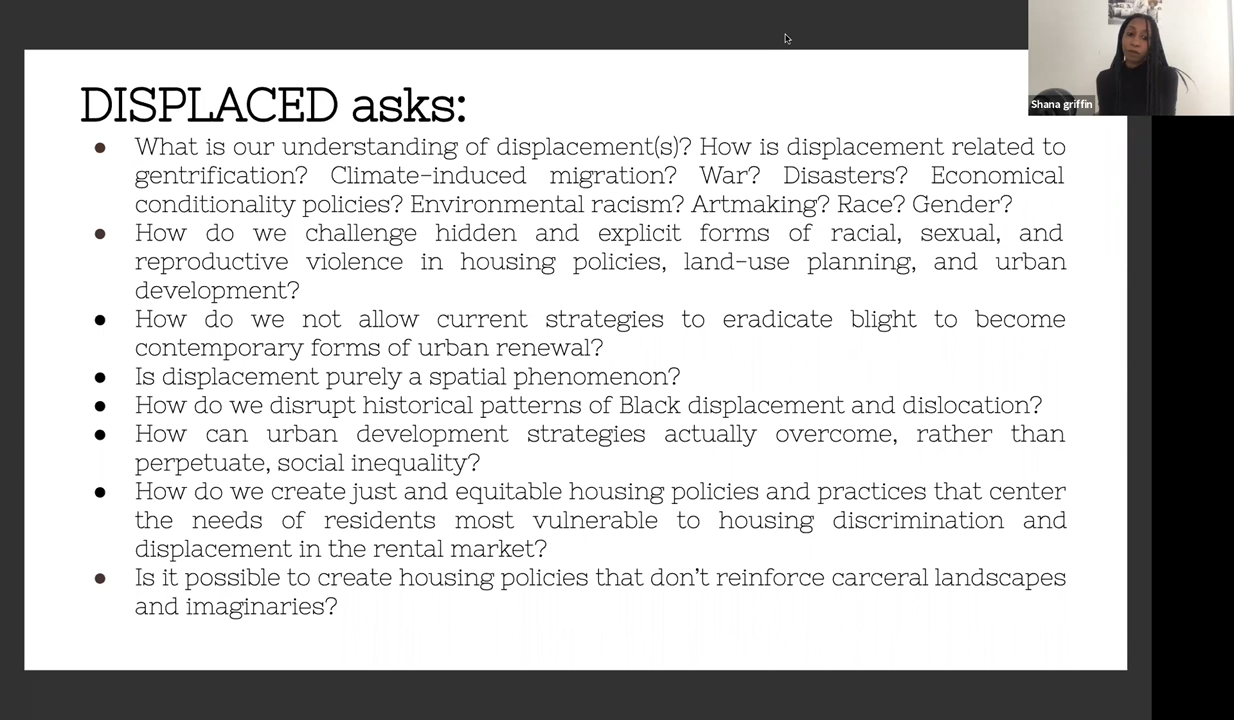 DISPLACED asks:
Shana griffin
● What is our understanding of displacement(s)? How is displacement related to
gentrification? Climate-induced migration? War? Disasters? Economical
conditionality policies? Environmental racism? Artmaking? Race? Gender?
● How do we challenge hidden and explicit forms of racial, sexual, and
reproductive violence in housing policies, land-use planning, and urban
development?
● How do we not allow current strategies to eradicate blight to become
contemporary forms of urban renewal?
● Is displacement purely a spatial phenomenon?
● How do we disrupt historical patterns of Black displacement and dislocation?
● How can urban development strategies actually overcome, rather than
perpetuate, social inequality?
● How do we create just and equitable housing policies and practices that center
the needs of residents most vulnerable to housing discrimination and
displacement in the rental market?
● Is it possible to create housing policies that don't reinforce carceral landscapes
and imaginaries?